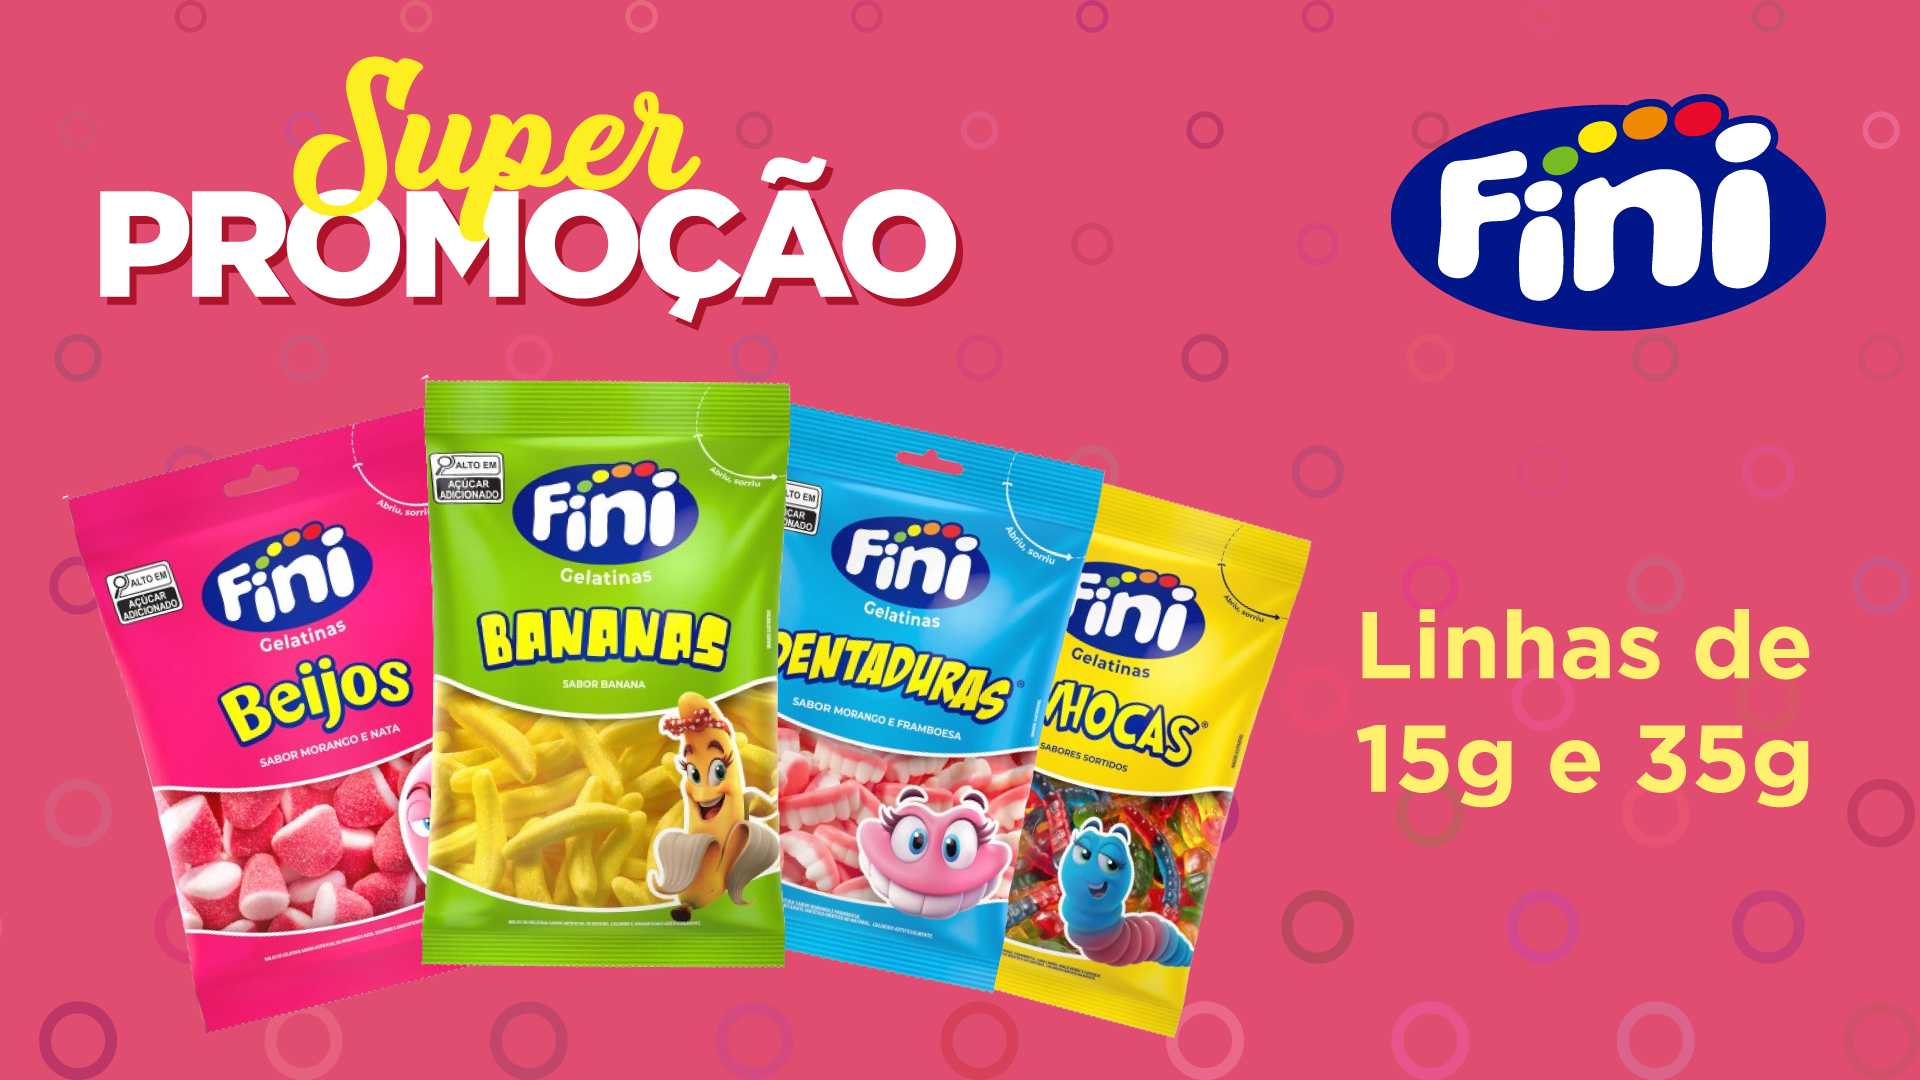 Super
PROMOÇÃO
Fini
Linhas de
15g e 35g
ALTO EM
AÇÚCAR
ADICIONADO
Abriu, sorriu
Fini
Gelatinas
Beijos
SABOR MORANGO E NATA
ALTO EM
AÇÚCAR
ADICIONADO
Abriu, sorriu
Fini
Gelatinas
BANANAS
SABOR BANANA
Abriu, sorriu
Fini
Gelatinas
DENTADURAS
SABOR MORANGO E FRAMBOESA
Abriu, sorriu
Fini
Gelatinas
SABORES SORTIDOS